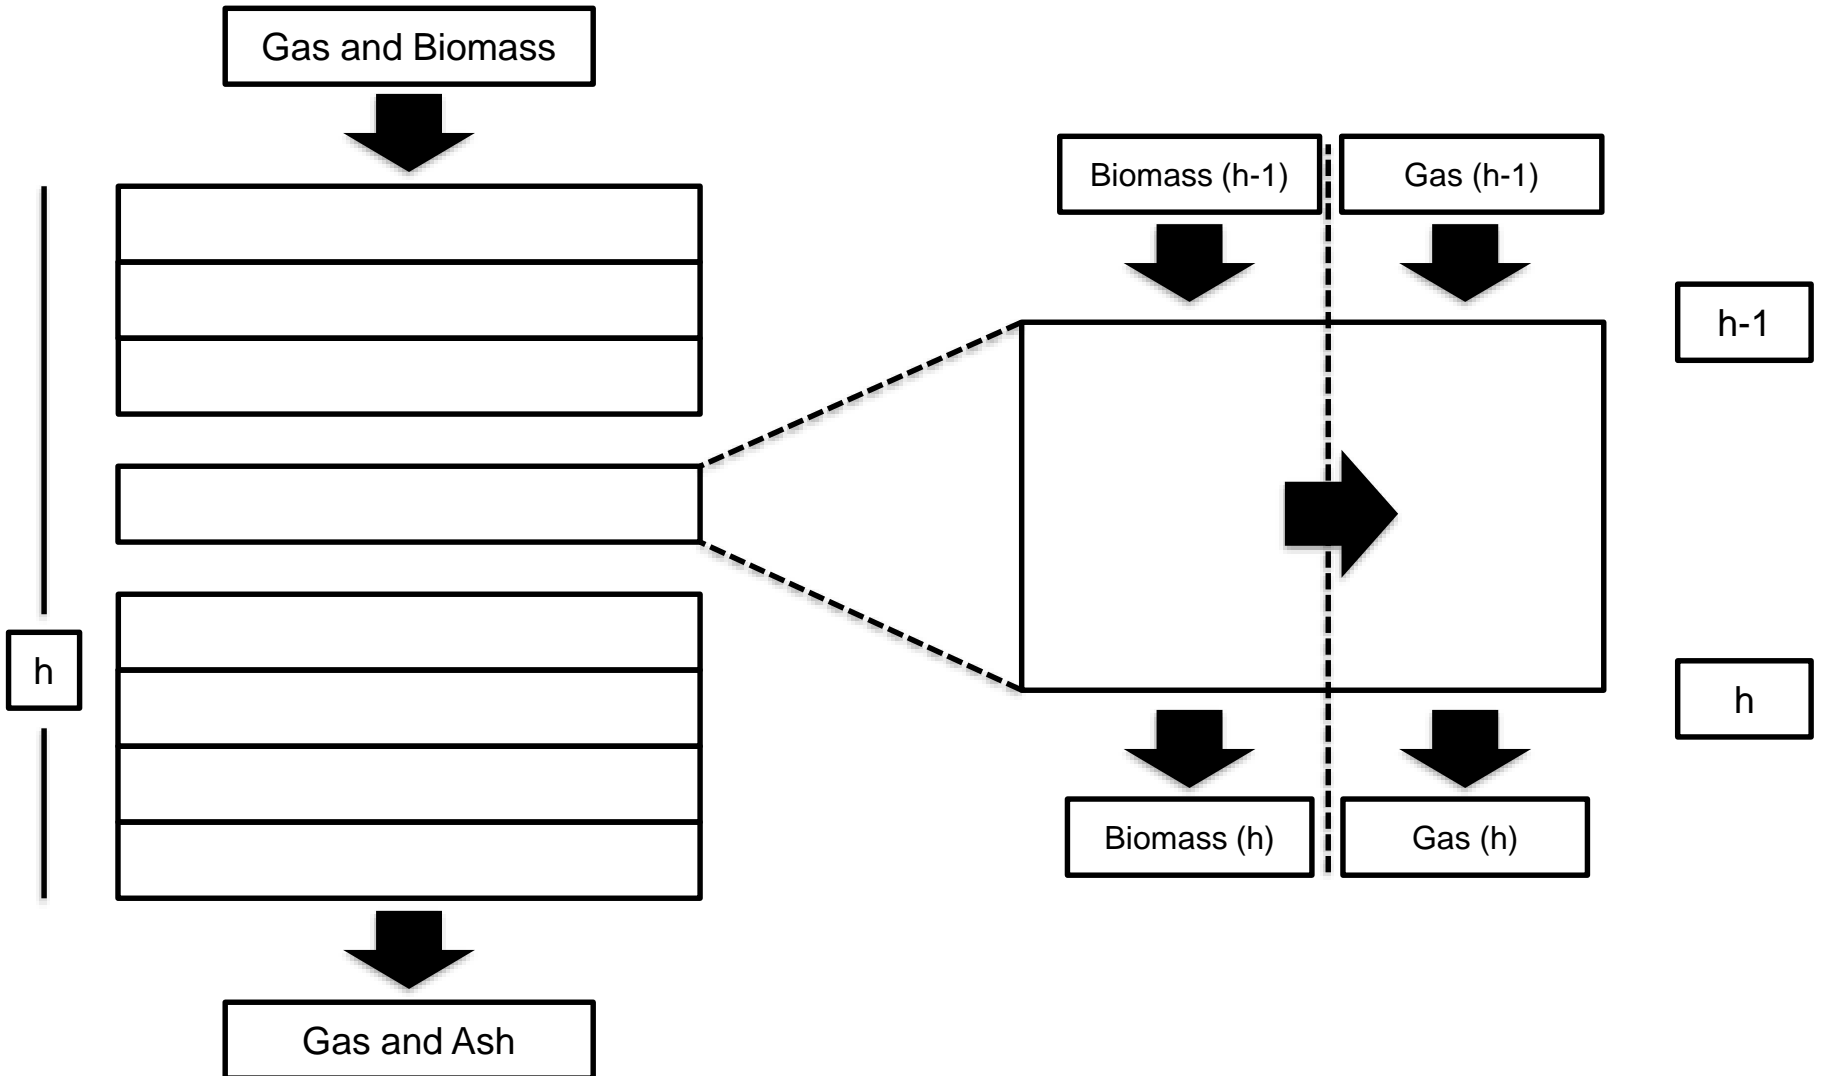 Gas and Biomass
Biomass (h-1)
Gas (h-1)
h-1
h
h
Biomass (h)
Gas (h)
Gas and Ash